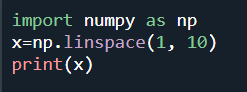 import numpy as np
x=np.linspace(1, 10)
print(x)